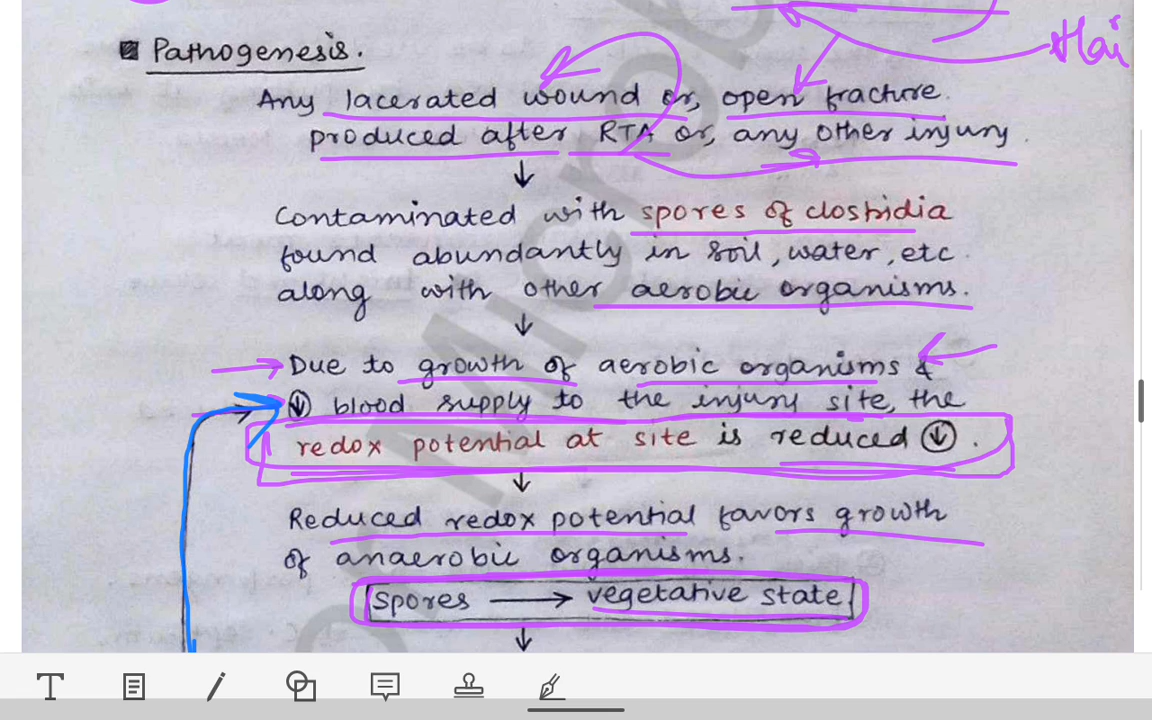 Hai
Pathogenesis.
Any lacerated wound or, open fracture.
produced after RTA or, any other injury.
↓
Contaminated with spores of clostridia
found abundantly in soil, water, etc.
along with other aerobic organisms.
↓
Due to growth of aerobic organisms &
↓ blood supply to the injury site, the
redox potential at site is reduced ↓.
↓
Reduced redox potential favors growth
of anaerobic organisms.
spores → vegetative state
↓
T